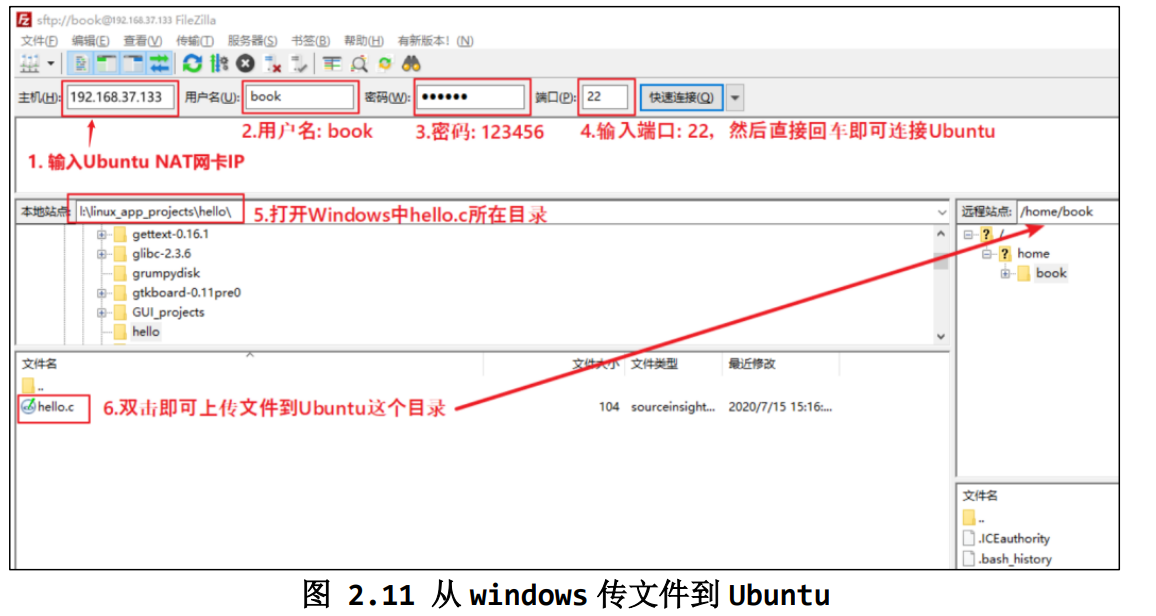 sftp://book@192.168.37.133 FileZilla
文件(F) 编辑(E) 查看(V) 传输(T) 服务器(S) 书签(B) 帮助(H) 有新版本! (N)
主机(H): 192.168.37.133 用户名(U): book 密码(W): ●●●●●● 端口(P): 22 快速连接(Q)
2.用户名: book 3.密码: 123456 4.输入端口: 22, 然后直接回车即可连接Ubuntu
1. 输入Ubuntu NAT网卡IP
本地站点: I:\linux_app_projects\hello\ 5.打开Windows中hello.c所在目录 远程站点: /home/book
gettext-0.16.1
glibc-2.3.6
grumpydisk
gtkboard-0.11pre0
GUI_projects
hello
/
home
book
文件名 文件大小 文件类型 最近修改
..
hello.c 6.双击即可上传文件到Ubuntu这个目录 104 sourceinsight... 2020/7/15 15:16:...
文件名
..
.ICEauthority
.bash_history
图 2.11 从 windows 传文件到 Ubuntu